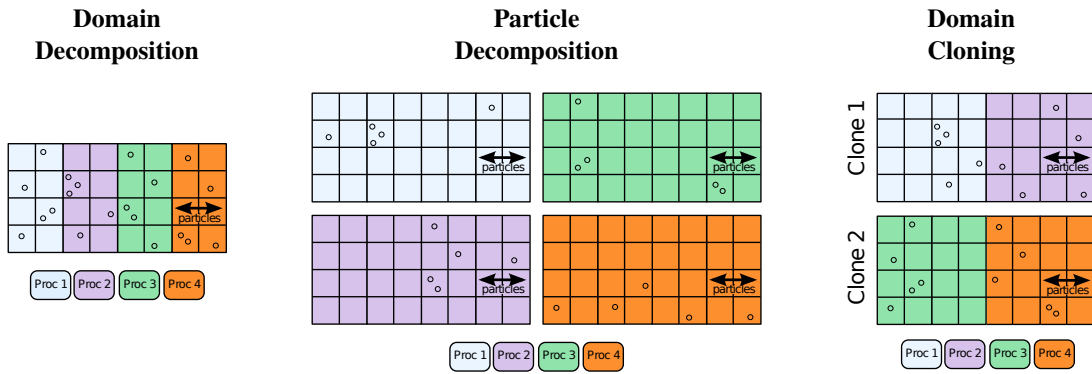 Domain
Decomposition
particles
Proc 1 Proc 2 Proc 3 Proc 4
Particle
Decomposition
particles
particles
particles
particles
Proc 1 Proc 2 Proc 3 Proc 4
Domain
Cloning
Clone 1
particles
Clone 2
particles
Proc 1 Proc 2 Proc 3 Proc 4